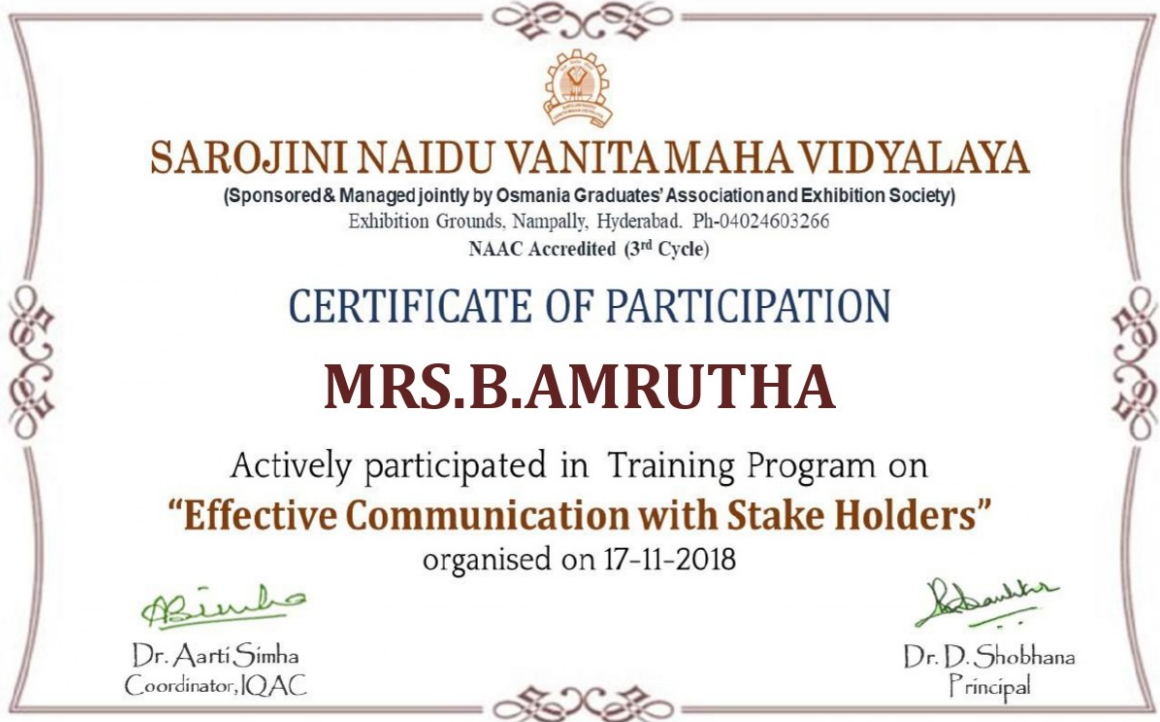 SAROJINI NAIDU VANITA MAHA VIDYALAYA
(Sponsored & Managed jointly by Osmania Graduates' Association and Exhibition Society)
Exhibition Grounds, Nampally, Hyderabad. Ph-04024603266
NAAC Accredited (3rd Cycle)
CERTIFICATE OF PARTICIPATION
MRS.B.AMRUTHA
Actively participated in Training Program on
“Effective Communication with Stake Holders”
organised on 17-11-2018
Dr. Aarti Simha
Coordinator, IQAC
Dr. D. Shobhana
Principal